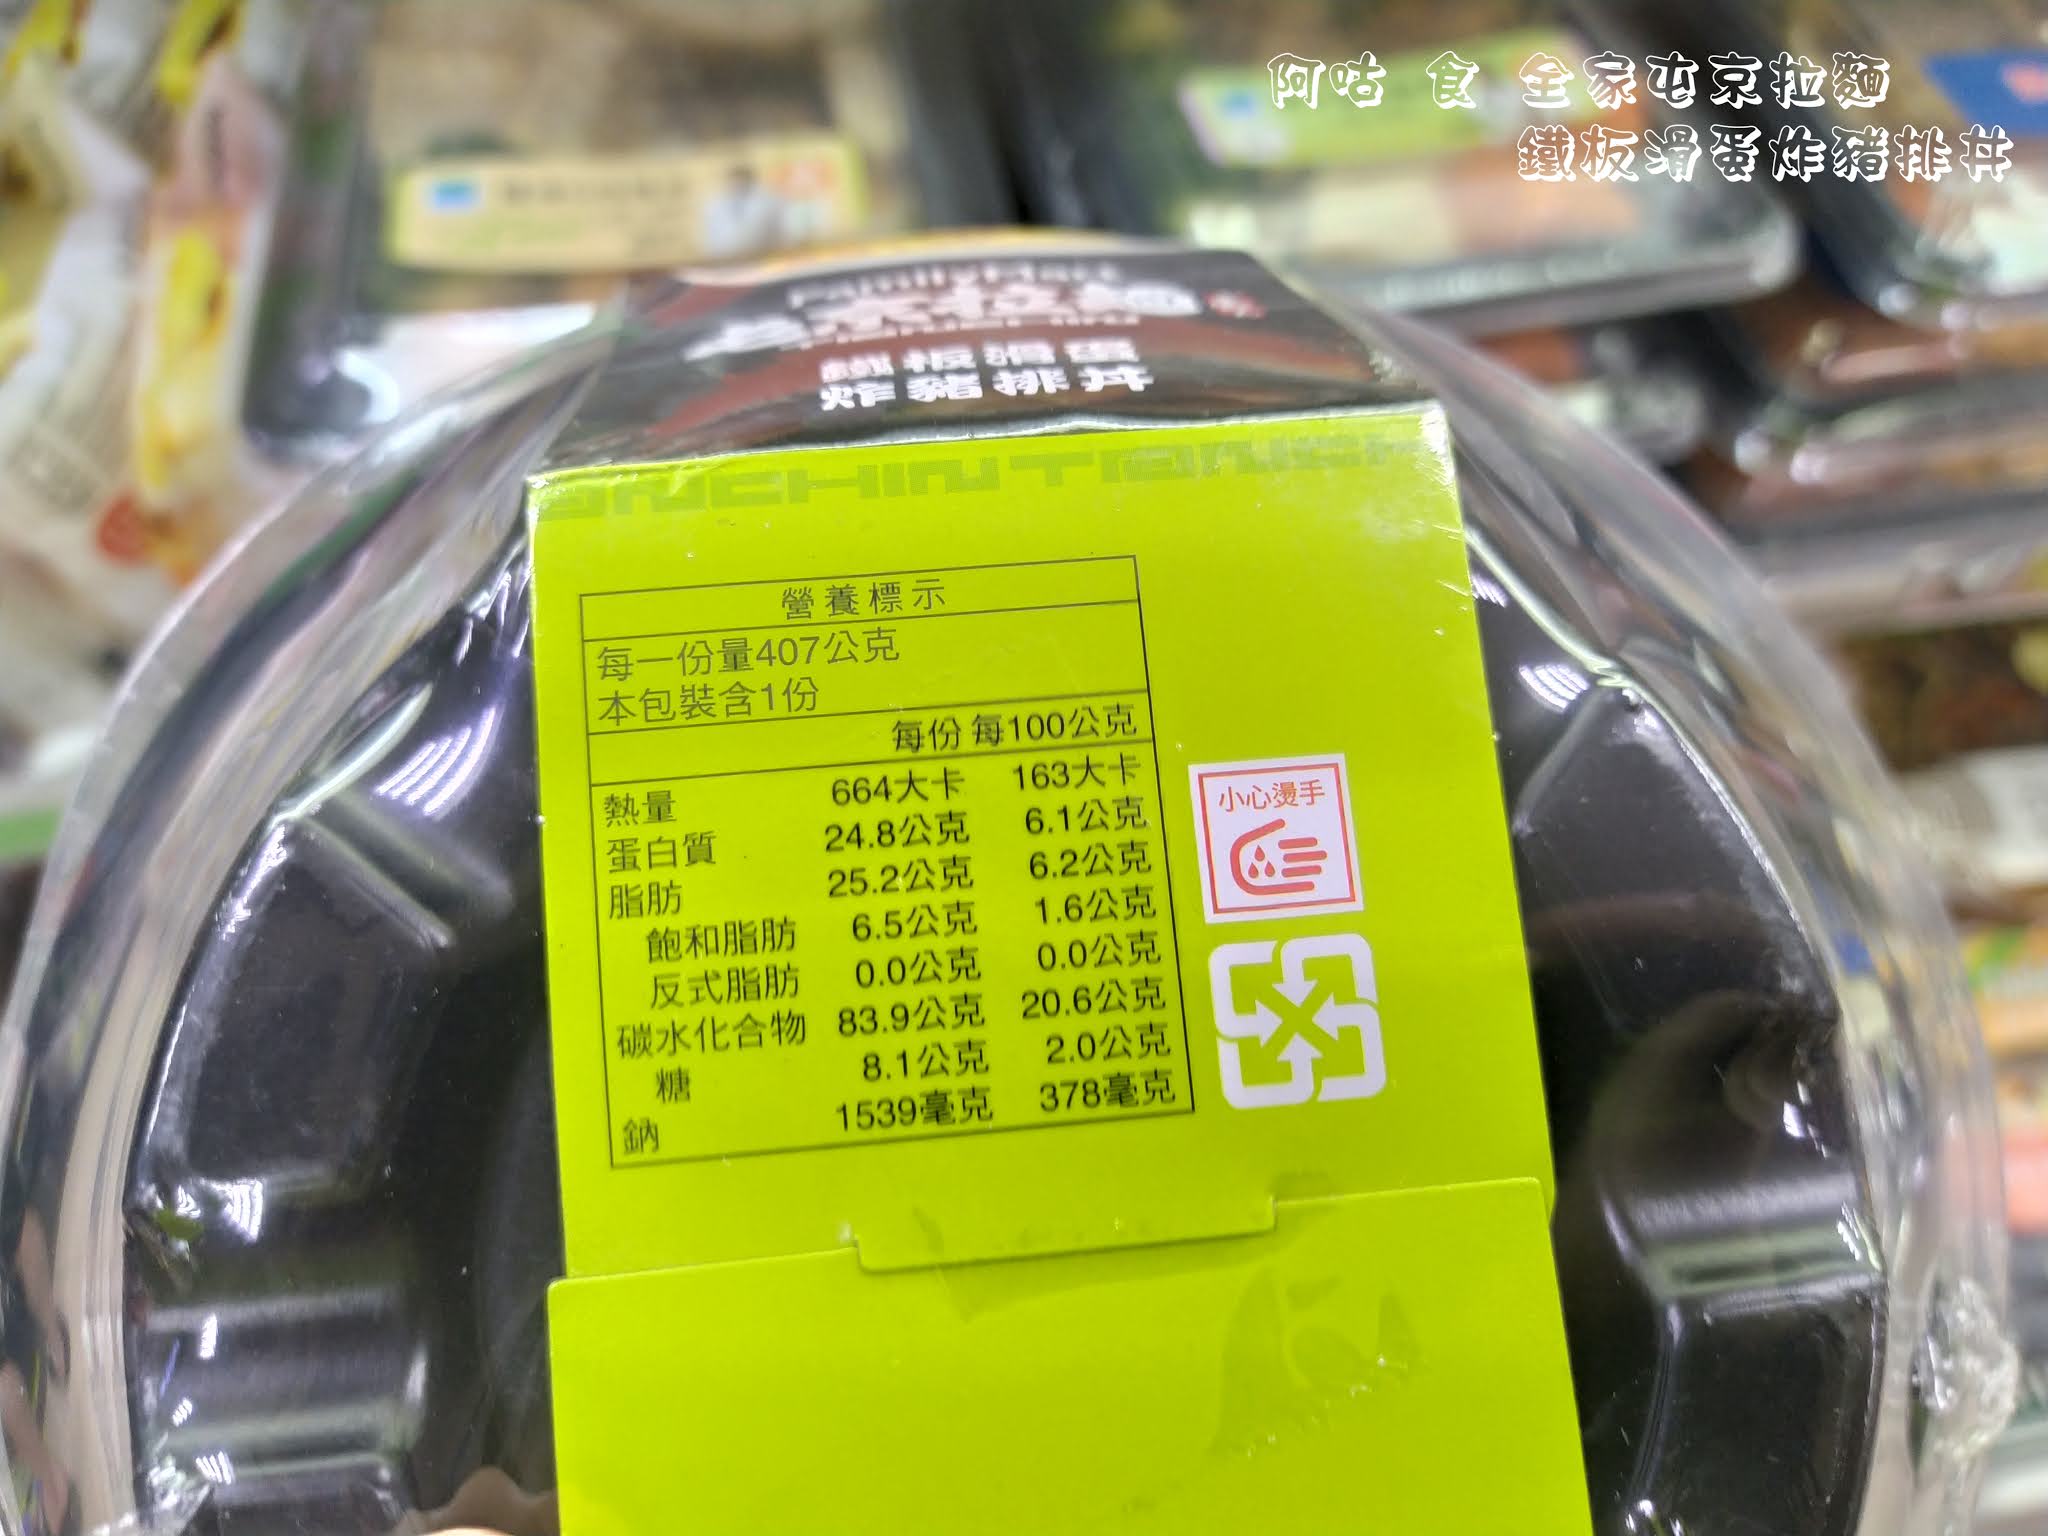 阿咕 食 全家屯京拉麵
鐵板滑蛋炸豬排丼
FamilyMart
京拉麵
鐵板滑蛋
炸豬排丼
營養標示
每一份量407公克
本包裝含1份
每份 每100公克
熱量 664大卡 163大卡
蛋白質 24.8公克 6.1公克
脂肪 25.2公克 6.2公克
飽和脂肪 6.5公克 1.6公克
反式脂肪 0.0公克 0.0公克
碳水化合物 83.9公克 20.6公克
糖 8.1公克 2.0公克
鈉 1539毫克 378毫克
小心燙手